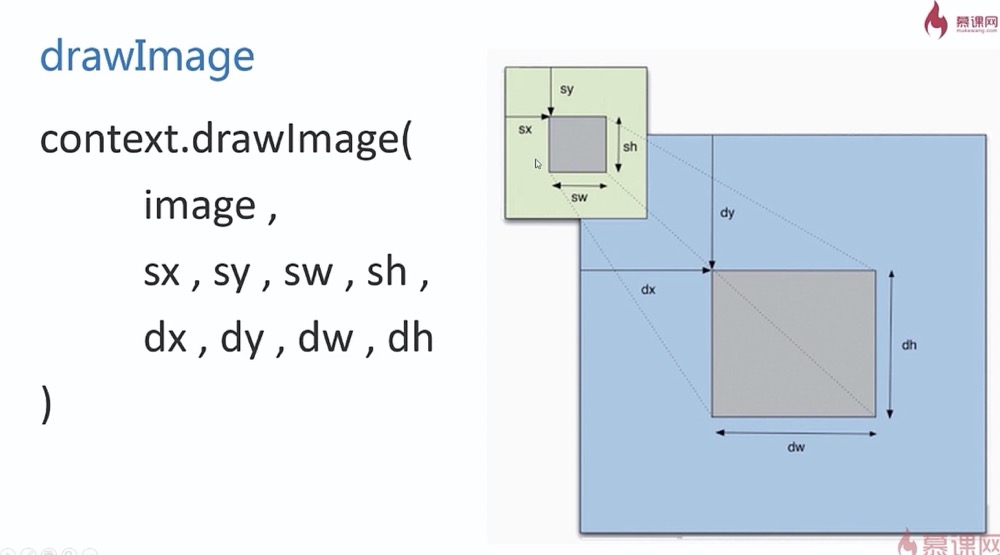 慕课网
mukewang.com
drawImage
context.drawImage(
image ,
sx , sy , sw , sh ,
dx , dy , dw , dh
)
sy
sx
sh
sw
dy
dx
dh
dw
慕课网